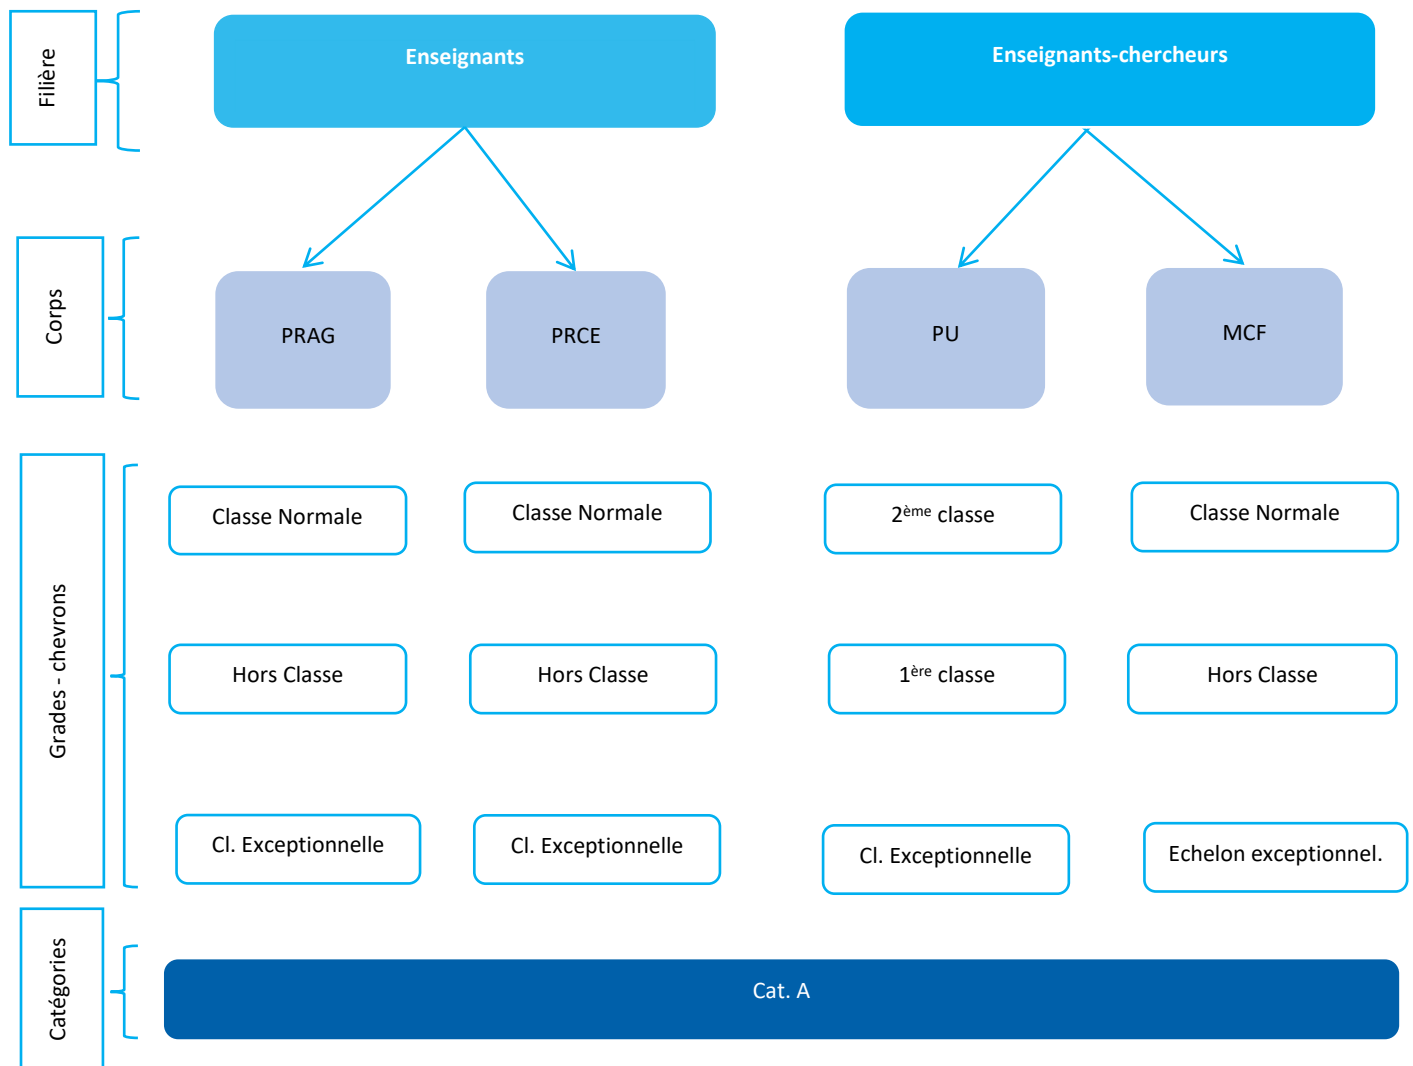 Filière
Enseignants
Enseignants-chercheurs
Corps
PRAG
PRCE
PU
MCF
Grades - chevrons
Classe Normale
Classe Normale
2ème classe
Classe Normale
Hors Classe
Hors Classe
1ère classe
Hors Classe
Cl. Exceptionnelle
Cl. Exceptionnelle
Cl. Exceptionnelle
Echelon exceptionnel.
Catégories
Cat. A